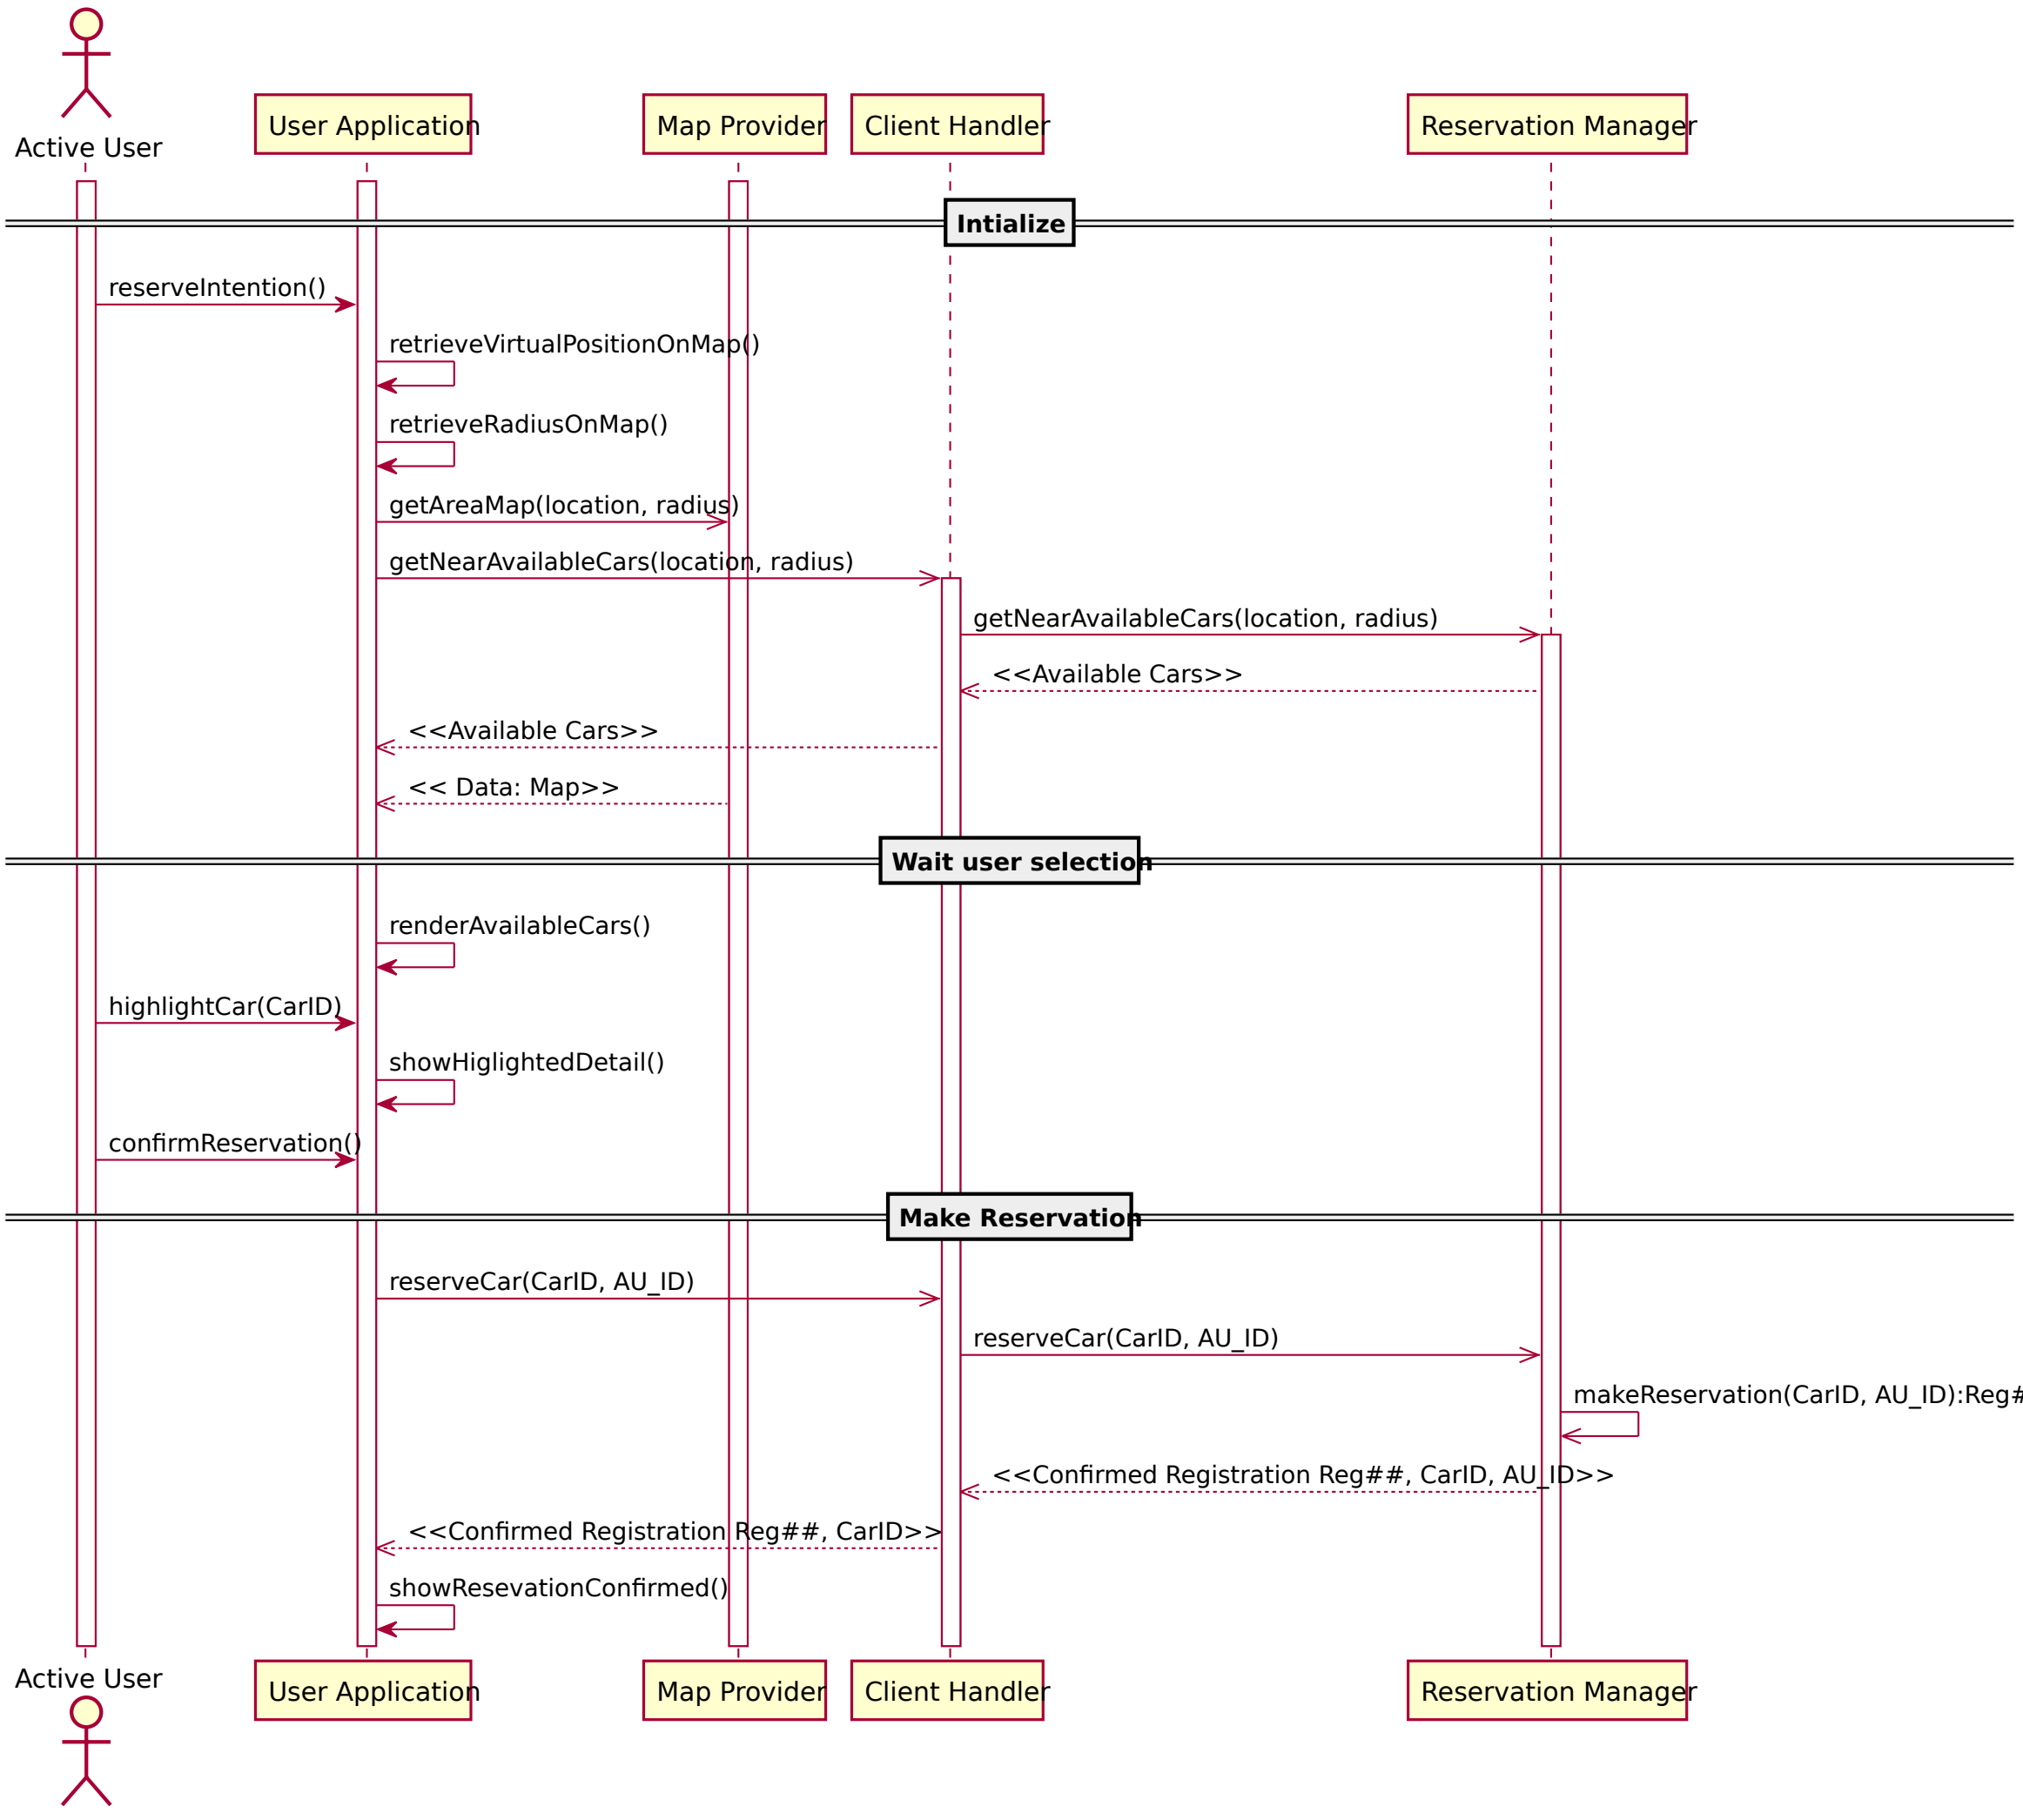 Active User
User Application
Map Provider
Client Handler
Reservation Manager
Intialize
reserveIntention()
retrieveVirtualPositionOnMap()
retrieveRadiusOnMap()
getAreaMap(location, radius)
getNearAvailableCars(location, radius)
getNearAvailableCars(location, radius)
<<Available Cars>>
<<Available Cars>>
<< Data: Map>>
Wait user selection
renderAvailableCars()
highlightCar(CarID)
showHiglightedDetail()
confirmReservation()
Make Reservation
reserveCar(CarID, AU_ID)
reserveCar(CarID, AU_ID)
makeReservation(CarID, AU_ID):Reg#
<<Confirmed Registration Reg##, CarID, AU_ID>>
<<Confirmed Registration Reg##, CarID>>
showResevationConfirmed()
Active User
User Application
Map Provider
Client Handler
Reservation Manager